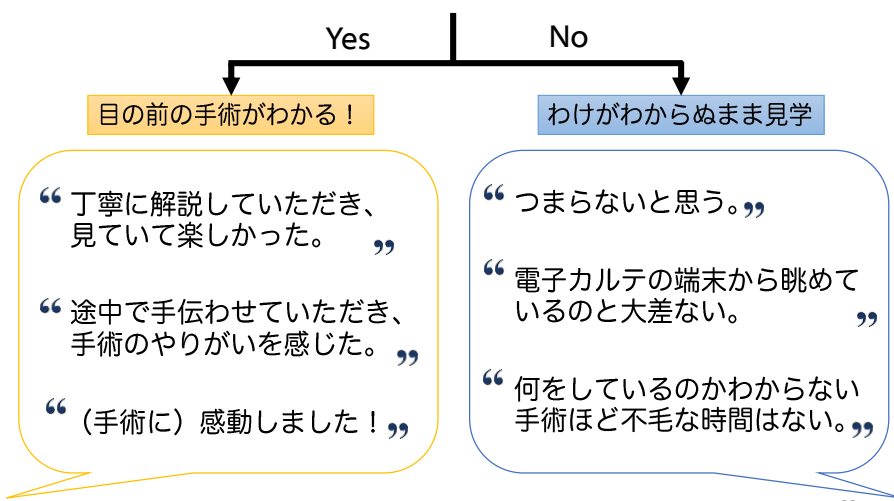 Yes
No
目の前の手術がわかる！
わけがわからぬまま見学
“丁寧に解説していただき、
見ていて楽しかった。”
“途中で手伝わせていただき、
手術のやりがいを感じた。”
“（手術に）感動しました！”
“つまらないと思う。”
“電子カルテの端末から眺めて
いるのと大差ない。”
“何をしているのかわからない
手術ほど不毛な時間はない。”